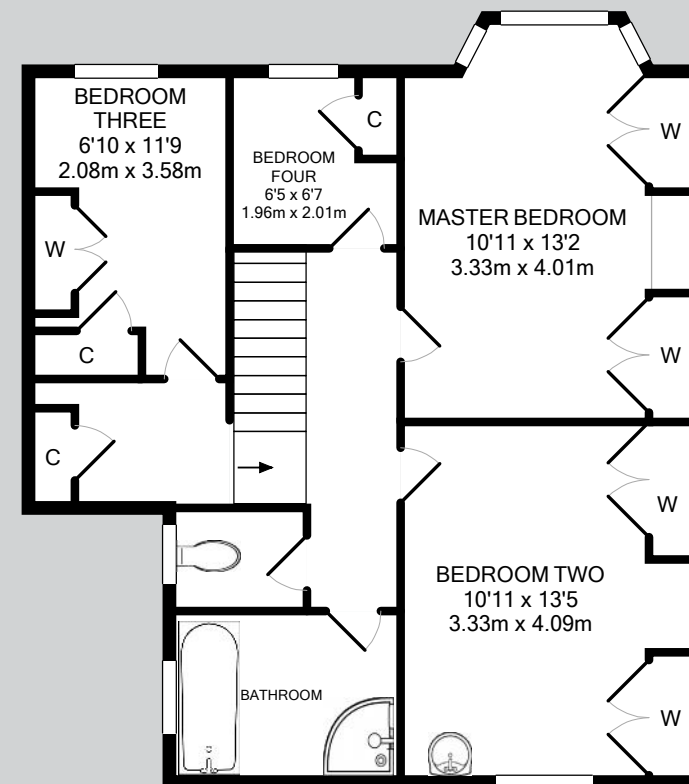 BEDROOM
THREE
6'10 x 11'9
2.08m x 3.58m
W
C
C
BEDROOM
FOUR
6'5 x 6'7
1.96m x 2.01m
C
MASTER BEDROOM
10'11 x 13'2
3.33m x 4.01m
W
W
BEDROOM TWO
10'11 x 13'5
3.33m x 4.09m
W
W
BATHROOM